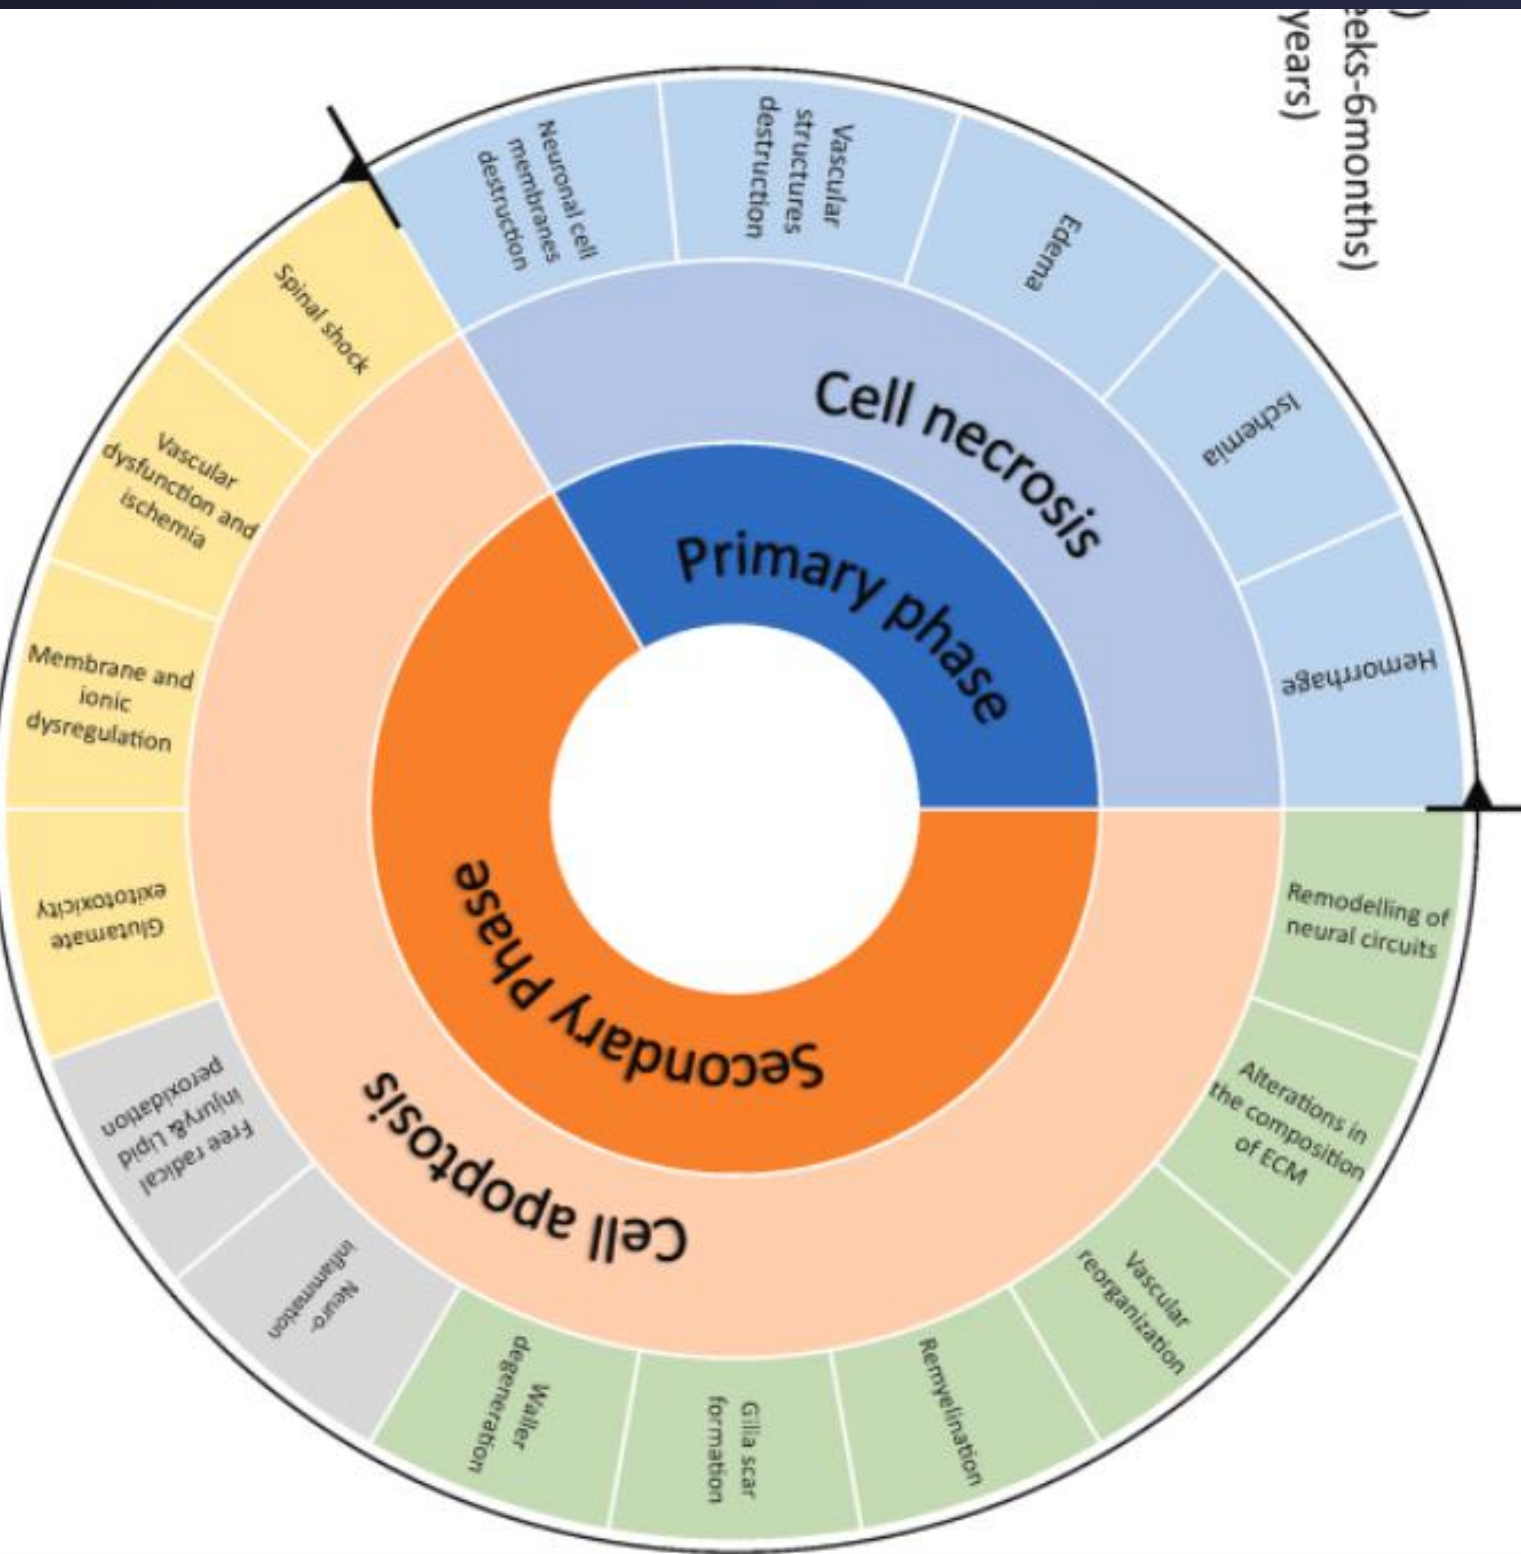 eeks-6months)
years)
Primary phase
Cell necrosis
Neuronal cell
membranes
destruction
Vascular
structures
destruction
Edema
Ischemia
Hemorrhage
Secondary Phase
Cell apoptosis
Remodelling of
neural circuits
Alterations in
the composition
of ECM
Vascular
reorganization
Remyelination
Gilia scar
formation
Waller
degeneration
Neuro-
inflammation
Free radical
injury& Lipid
peroxidation
Glutamate
exitotoxicity
Membrane and
ionic
dysregulation
Vascular
dysfunction and
ischemia
Spinal shock